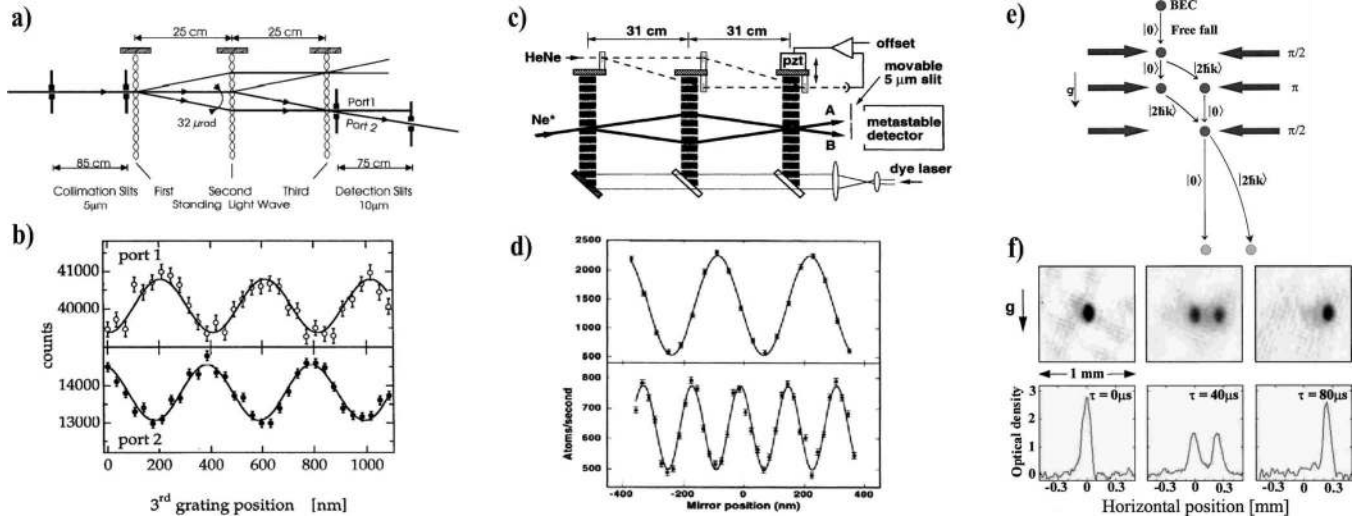 a)
25 cm
25 cm
Port1
Port 2
32 μrad
85 cm
75 cm
Collimation Slits
5μm
First
Second
Third
Standing Light Wave
Detection Slits
10μm
b)
port 1
41000
40000
counts
14000
13000
port 2
0
200
400
600
800
1000
3rd grating position [nm]
c)
31 cm
31 cm
HeNe
pzt
offset
movable
5 μm slit
Ne*
A
B
metastable
detector
dye laser
d)
2500
2000
1500
1000
500
800
700
600
500
Atoms/second
-400
-200
0
200
400
Mirror position (nm)
e)
BEC
|0⟩
Free fall
π/2
|0⟩
|2ħk⟩
g
π
|2ħk⟩
|0⟩
π/2
|0⟩
|2ħk⟩
f)
g
1 mm
τ = 0μs
τ = 40μs
τ = 80μs
Optical density
3
2
1
0
-0.3
0
0.3
-0.3
0
0.3
-0.3
0
0.3
Horizontal position [mm]